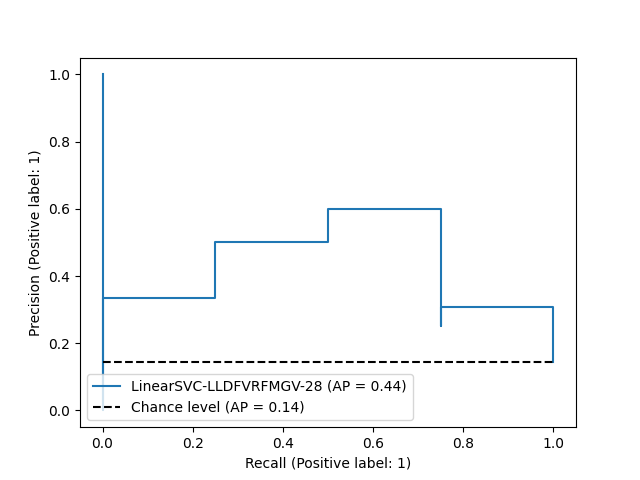 1.0
0.8
0.6
0.4
0.2
0.0
Precision (Positive label: 1)
LinearSVC-LLDFVRFMGV-28 (AP = 0.44)
Chance level (AP = 0.14)
0.0 0.2 0.4 0.6 0.8 1.0
Recall (Positive label: 1)